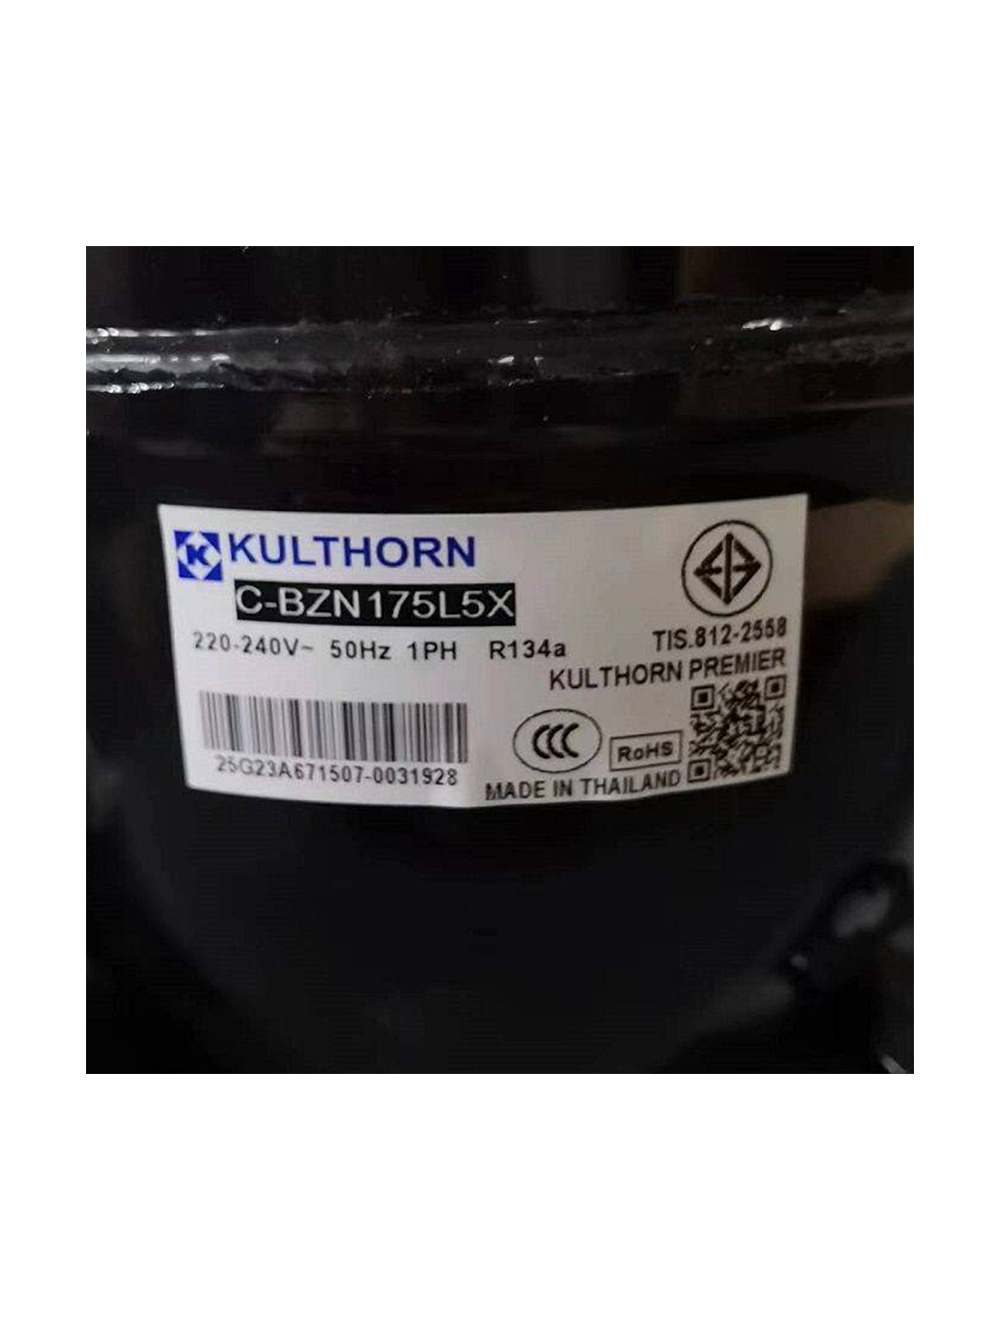 KULTHORN
C-BZN175L5X
220-240V~ 50Hz 1PH R134a
TIS.812-2558
KULTHORN PREMIER
CCC
RoHS
25G23A671507-0031928
MADE IN THAILAND